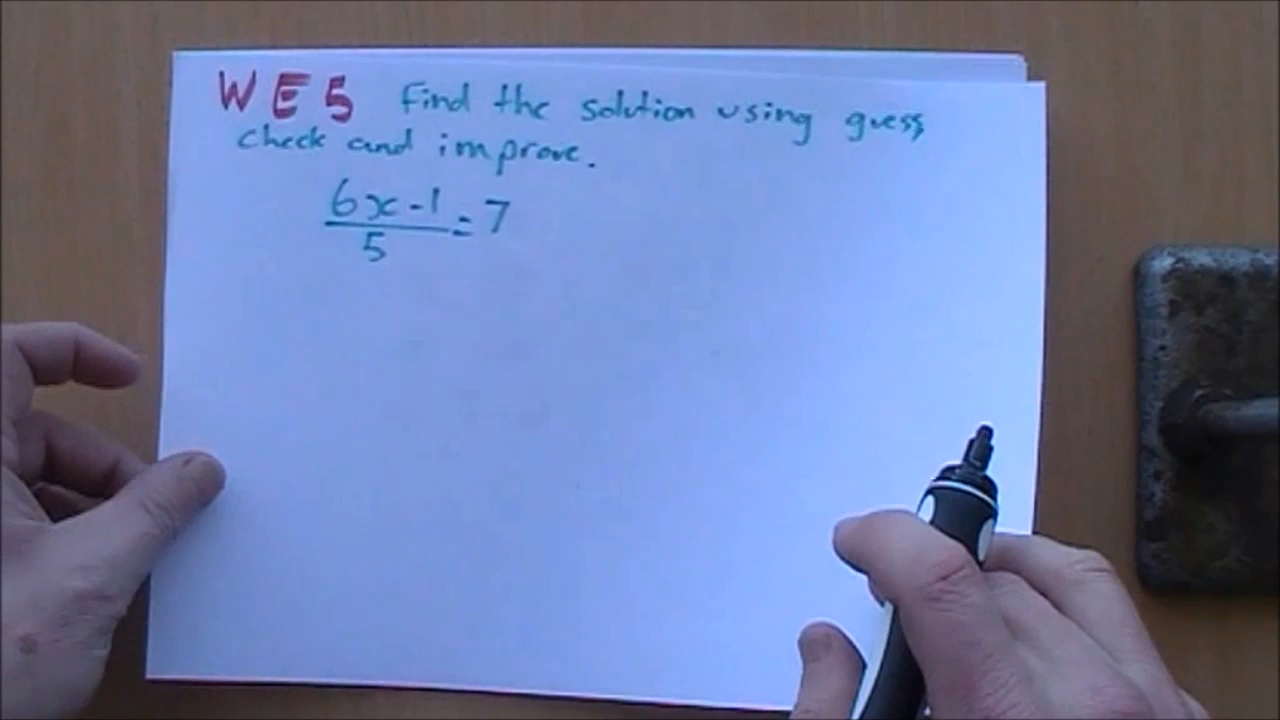 WE5 Find the solution using guess,
check and improve.
6x-1
5
=7